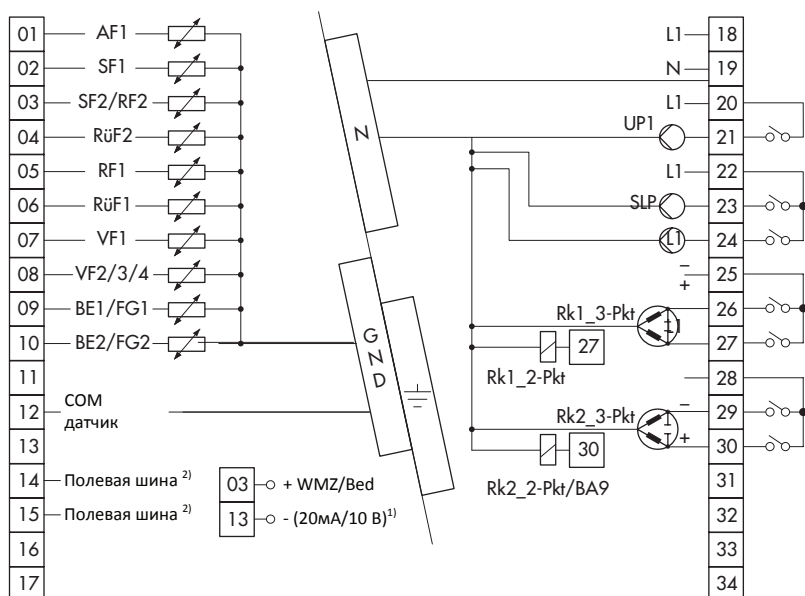 01 AF1
02 SF1
03 SF2/RF2
04 RüF2
05 RF1
06 RüF1
07 VF1
08 VF2/3/4
09 BE1/FG1
10 BE2/FG2
11
12 COM
датчик
13
14 Полевая шина 2)
15 Полевая шина 2)
16
17
03 + WMZ/Bed
13 - (20мА/10 В)1)
N
GND
L1 18
N 19
L1 20
UP1 21
L1 22
SLP 23
L1 24
− 25
+
Rk1_3-Pkt 26
L1
27 27
Rk1_2-Pkt
28
Rk2_3-Pkt − 29
+ 30
30
Rk2_2-Pkt/BA9
31
32
33
34